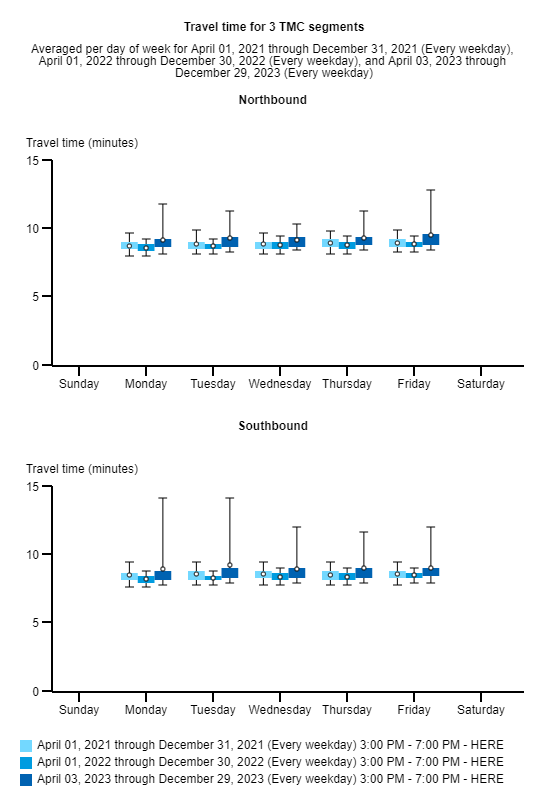 Travel time for 3 TMC segments
Averaged per day of week for April 01, 2021 through December 31, 2021 (Every weekday),
April 01, 2022 through December 30, 2022 (Every weekday), and April 03, 2023 through
December 29, 2023 (Every weekday)
Northbound
Travel time (minutes)
15
10
5
0
Sunday Monday Tuesday Wednesday Thursday Friday Saturday
Southbound
Travel time (minutes)
15
10
5
0
Sunday Monday Tuesday Wednesday Thursday Friday Saturday
April 01, 2021 through December 31, 2021 (Every weekday) 3:00 PM - 7:00 PM - HERE
April 01, 2022 through December 30, 2022 (Every weekday) 3:00 PM - 7:00 PM - HERE
April 03, 2023 through December 29, 2023 (Every weekday) 3:00 PM - 7:00 PM - HERE